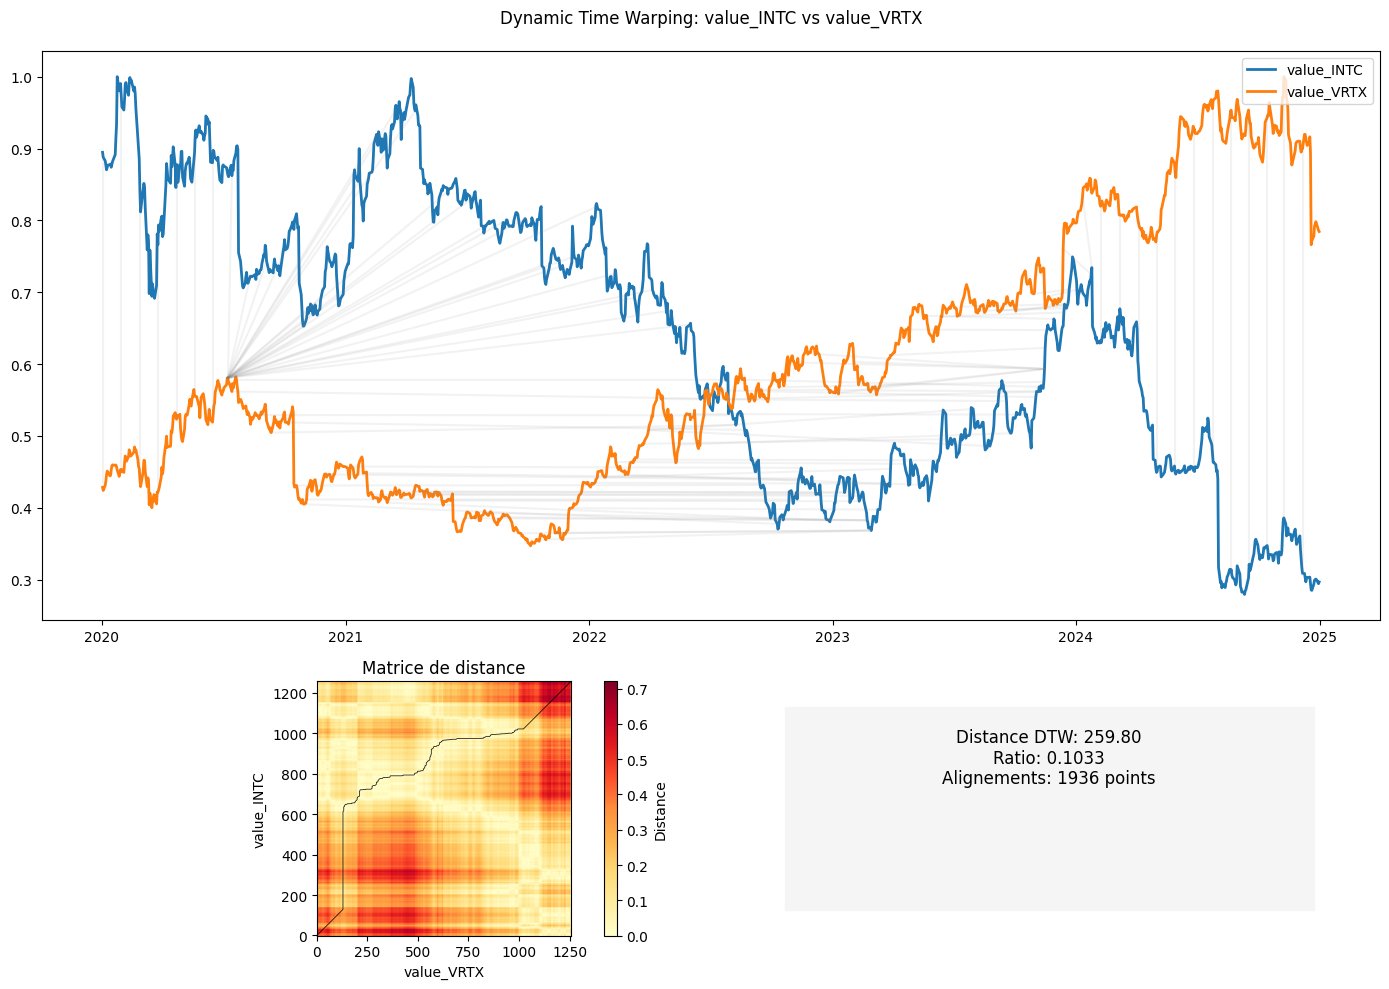 Dynamic Time Warping: value_INTC vs value_VRTX
value_INTC
value_VRTX
1.0
0.9
0.8
0.7
0.6
0.5
0.4
0.3
2020 2021 2022 2023 2024 2025
Matrice de distance
value_INTC
1200
1000
800
600
400
200
0
0 250 500 750 1000 1250
value_VRTX
0.7
0.6
0.5
0.4
0.3
0.2
0.1
0.0
Distance
Distance DTW: 259.80
Ratio: 0.1033
Alignements: 1936 points